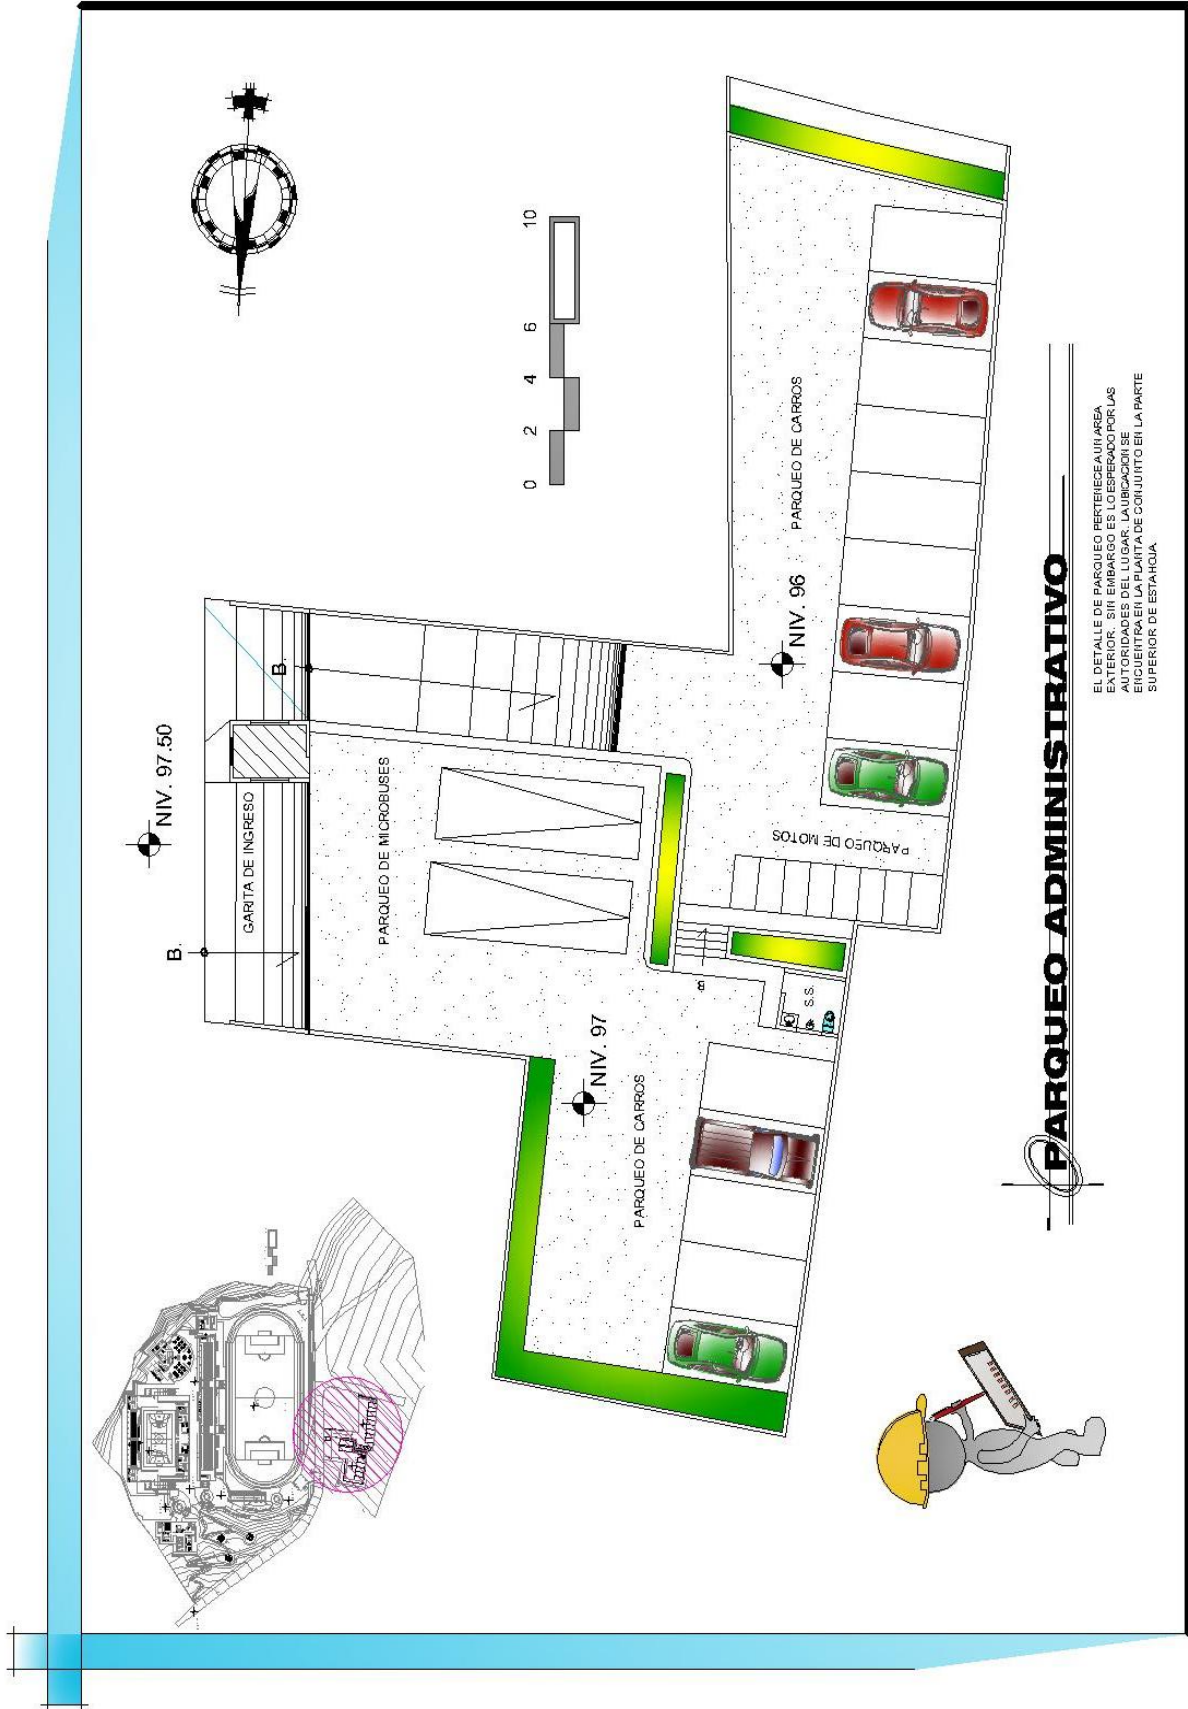 NIV. 97.50
B.
GARITA DE INGRESO
B.
PARQUEO DE MICROBUSES
0 2 4 6 10
NIV. 97
PARQUEO DE CARROS
B
S.S.
PARQUEO DE MOTOS
NIV. 96
PARQUEO DE CARROS
PARQUEO ADMINISTRATIVO
EL DETALLE DE PARQUEO PERTENECE A UN AREA
EXTERIOR. SIN EMBARGO ES LO ESPERADO POR LAS
AUTORIDADES DEL LUGAR. LA UBICACION SE
ENCUENTRA EN LA PLANTA DE CONJUNTO EN LA PARTE
SUPERIOR DE ESTA HOJA